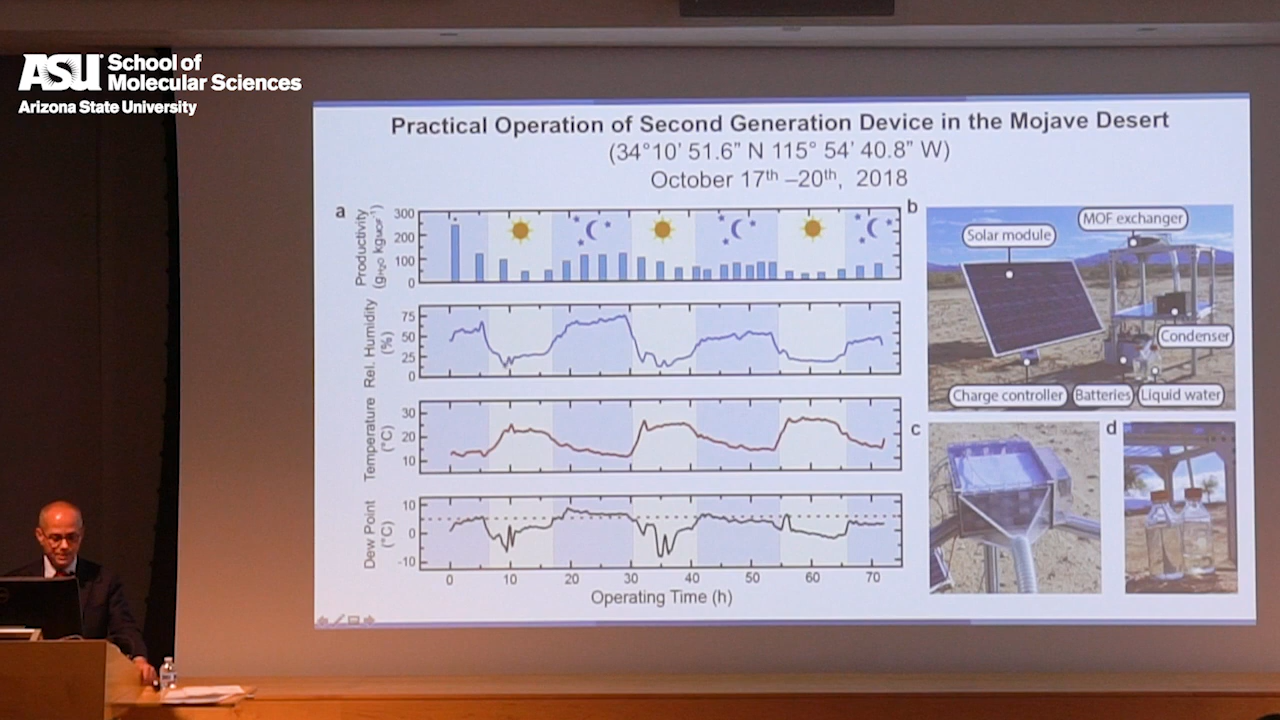 ASU School of
Molecular Sciences
Arizona State University
Practical Operation of Second Generation Device in the Mojave Desert
(34°10' 51.6" N 115° 54' 40.8" W)
October 17th –20th, 2018
a
Productivity
(gH2O kgMOF-1)
300
200
100
0
Rel. Humidity
(%)
75
50
25
0
Temperature
(°C)
30
20
10
Dew Point
(°C)
10
0
-10
0 10 20 30 40 50 60 70
Operating Time (h)
b
MOF exchanger
Solar module
Condenser
Charge controller
Batteries
Liquid water
c
d